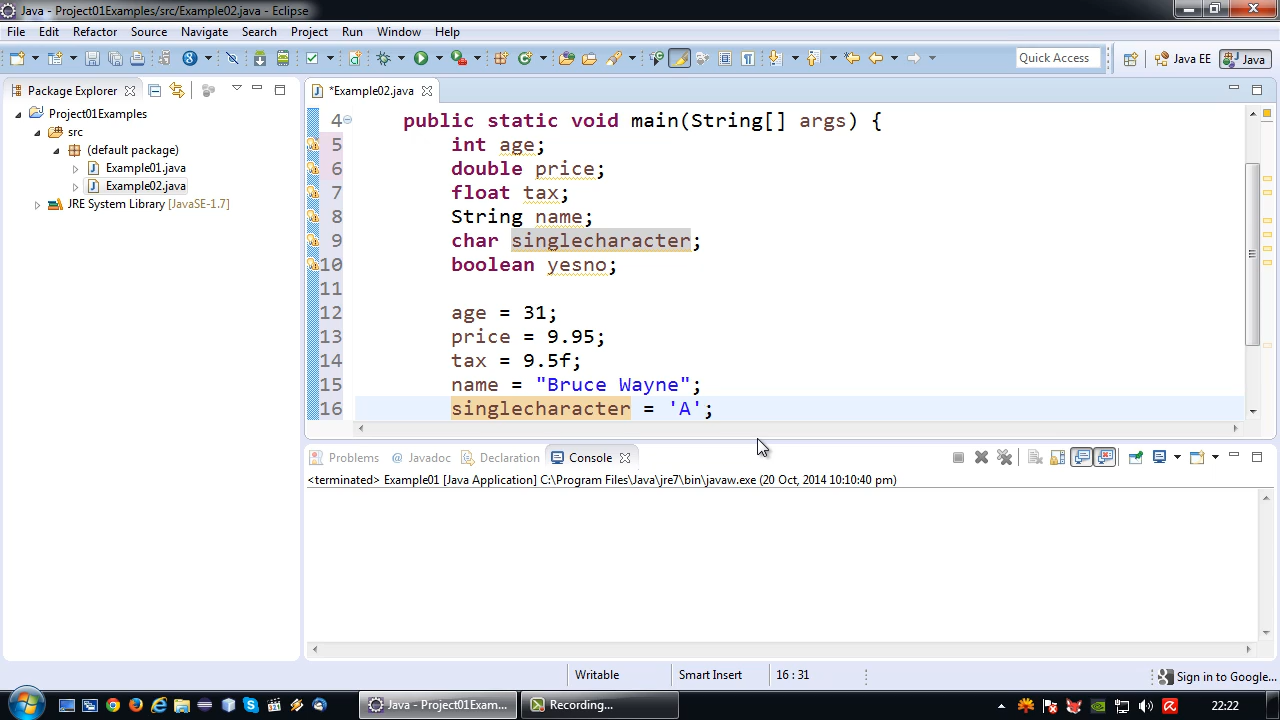 Java - Project01Examples/src/Example02.java - Eclipse
File Edit Refactor Source Navigate Search Project Run Window Help
Quick Access Java EE Java
Package Explorer
Project01Examples
src
(default package)
Example01.java
Example02.java
JRE System Library [JavaSE-1.7]
*Example02.java
4 public static void main(String[] args) {
5 int age;
6 double price;
7 float tax;
8 String name;
9 char singlecharacter;
10 boolean yesno;
11
12 age = 31;
13 price = 9.95;
14 tax = 9.5f;
15 name = "Bruce Wayne";
16 singlecharacter = 'A';
Problems @ Javadoc Declaration Console
<terminated> Example01 [Java Application] C:\Program Files\Java\jre7\bin\javaw.exe (20 Oct, 2014 10:10:40 pm)
Writable Smart Insert 16 : 31 Sign in to Google...
Java - Project01Exam... Recording... 22:22